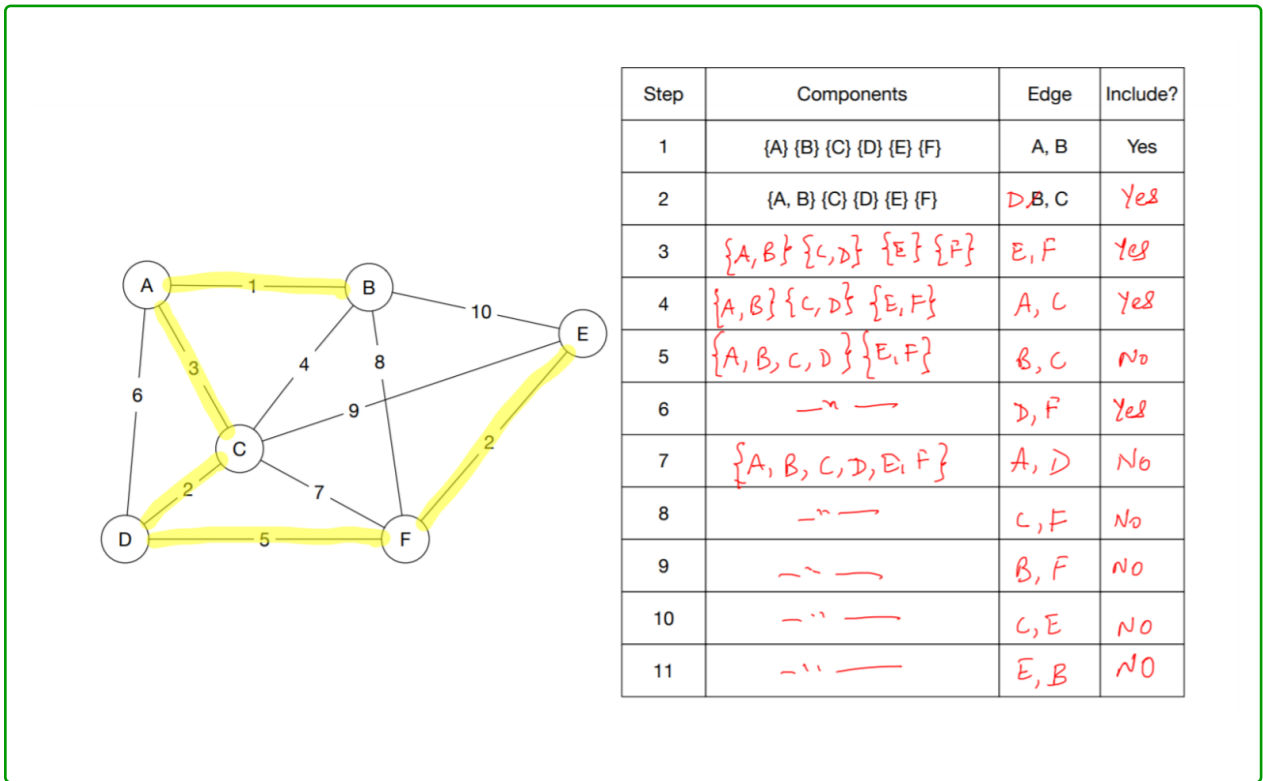 Step Components Edge Include?
1 {A} {B} {C} {D} {E} {F} A, B Yes
2 {A, B} {C} {D} {E} {F} D, B, C Yes
3 {A,B} {C,D} {E} {F} E, F Yes
4 {A,B} {C,D} {E,F} A, C Yes
5 {A,B,C,D} {E,F} B, C No
6 —〃— D, F Yes
7 {A,B,C,D,E,F} A, D No
8 —〃— C, F No
9 —〃— B, F NO
10 —〃— C, E NO
11 —〃— E, B NO
A 1 B
10
E
3 4 8
6
9
C
2
2 7
D 5 F